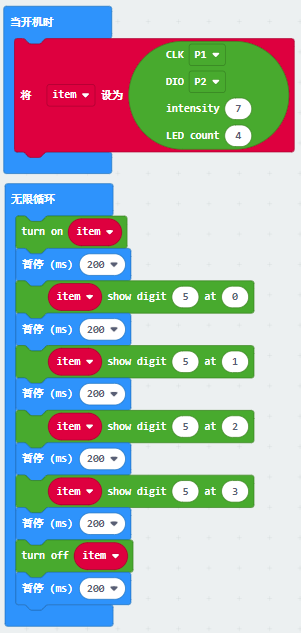 当开机时
CLK P1
DIO P2
将 item 设为
intensity 7
LED count 4
无限循环
turn on item
暂停 (ms) 200
item show digit 5 at 0
暂停 (ms) 200
item show digit 5 at 1
暂停 (ms) 200
item show digit 5 at 2
暂停 (ms) 200
item show digit 5 at 3
暂停 (ms) 200
turn off item
暂停 (ms) 200